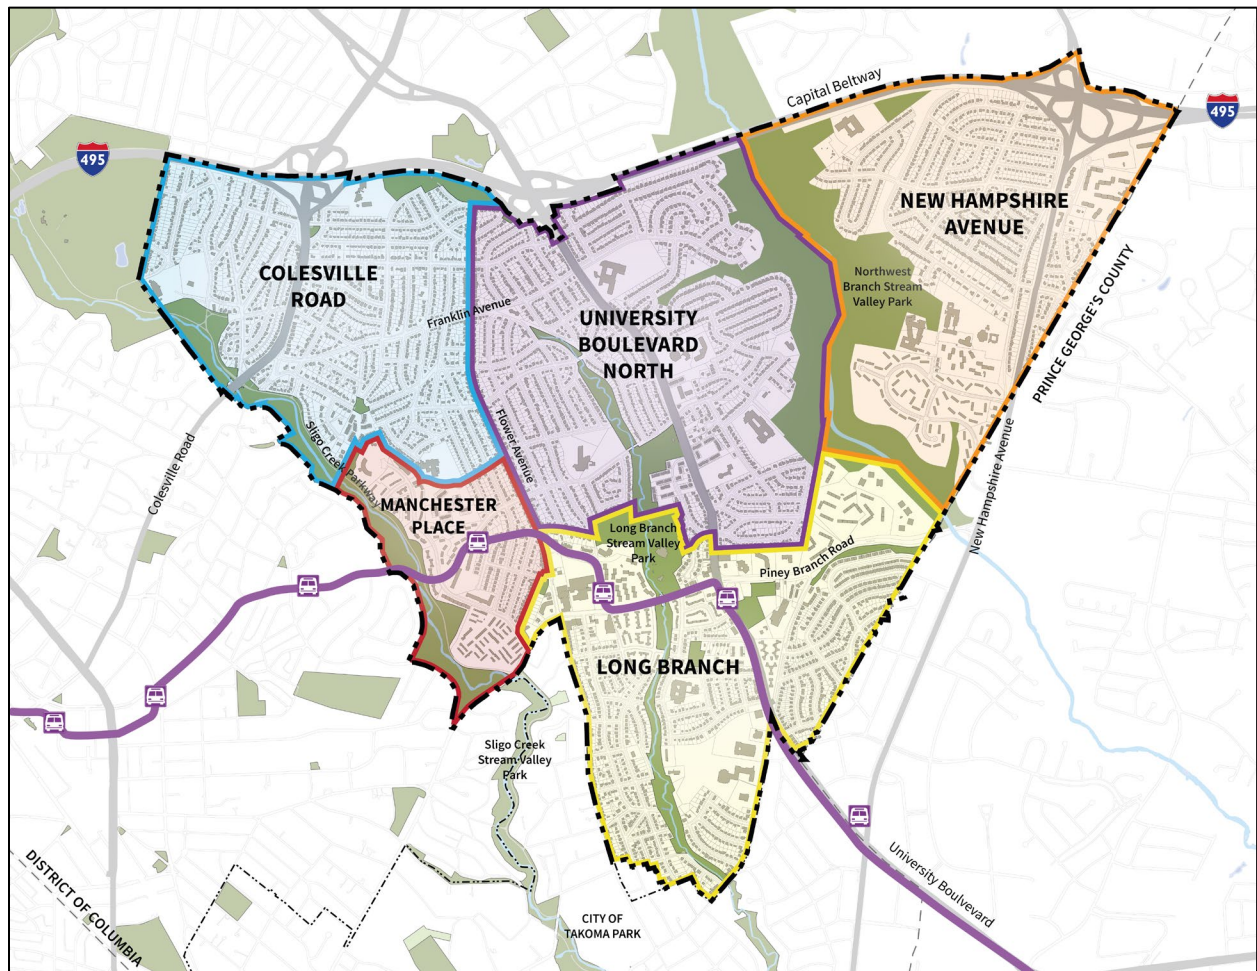 Capital Beltway
495
495
NEW HAMPSHIRE
AVENUE
COLESVILLE
ROAD
Northwest
Branch Stream
Valley Park
PRINCE GEORGE'S COUNTY
Franklin Avenue
UNIVERSITY
BOULEVARD
NORTH
Flower Avenue
Sligo Creek Parkway
Colesville Road
New Hampshire Avenue
MANCHESTER
PLACE
Long Branch
Stream Valley
Park
Piney Branch Road
LONG BRANCH
Sligo Creek
Stream Valley
Park
University Boulvevard
DISTRICT OF COLUMBIA
CITY OF
TAKOMA PARK